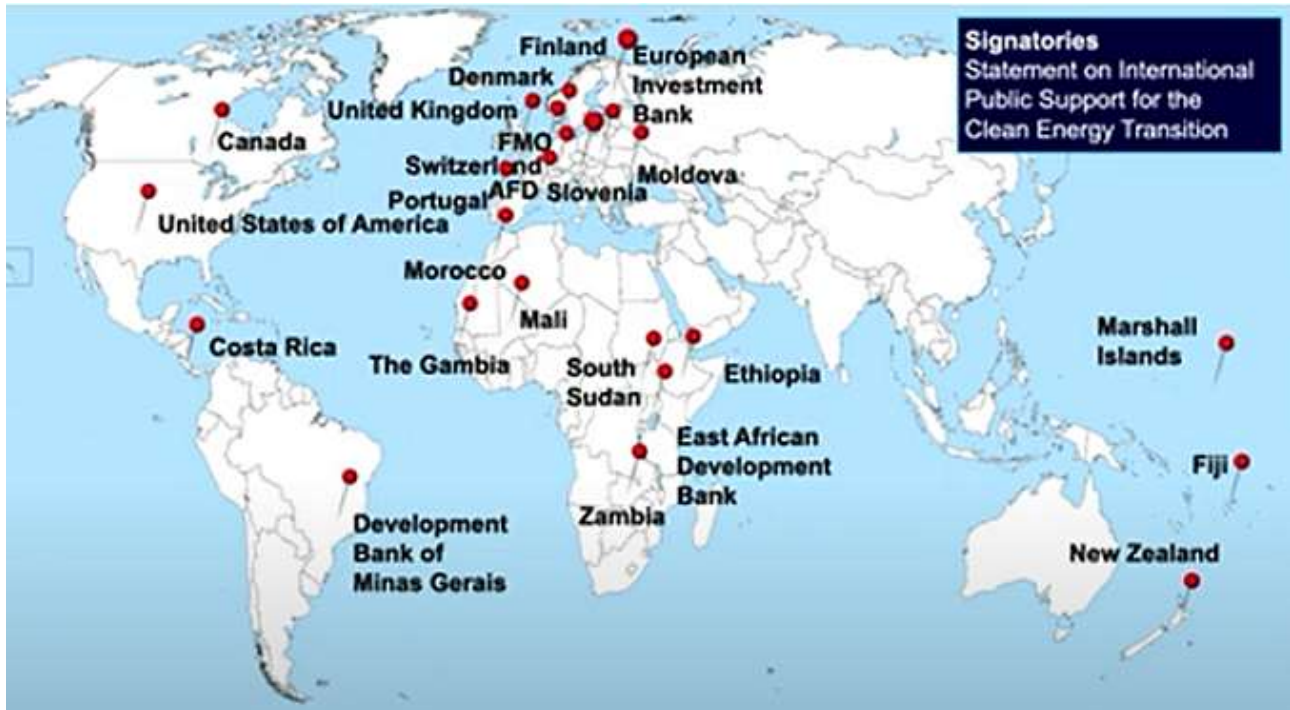 Signatories
Statement on International
Public Support for the
Clean Energy Transition
Finland
European
Investment
Bank
Denmark
United Kingdom
Canada
FMO
Switzerland
Moldova
AFD
Slovenia
Portugal
United States of America
Morocco
Mali
Costa Rica
The Gambia
South
Sudan
Ethiopia
Marshall
Islands
East African
Development
Bank
Fiji
Zambia
Development
Bank of
Minas Gerais
New Zealand